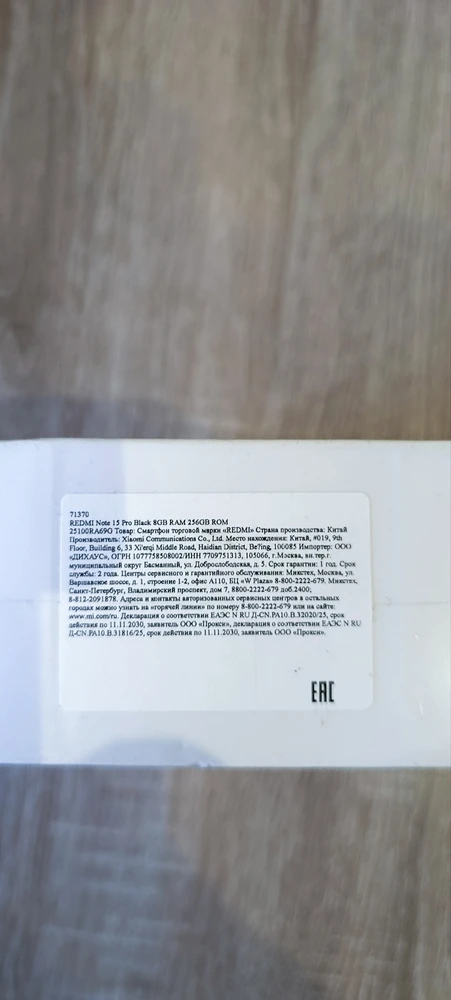 71370
REDMI Note 15 Pro Black 8GB RAM 256GB ROM
25100RA69G Товар: Смартфон торговой марки «REDMI» Страна производства: Китай
Производитель: Xiaomi Communications Co., Ltd. Место нахождения: Китай, #019, 9th
Floor, Building 6, 33 Xi'erqi Middle Road, Haidian District, Be?ing, 100085 Импортер: ООО
«ДИХАУС», ОГРН 1077758508002/ИНН 7709751313, 105066, г.Москва, вн.тер.г.
муниципальный округ Басманный, ул. Доброслободская, д. 5. Срок гарантии: 1 год. Срок
службы: 2 года. Центры сервисного и гарантийного обслуживания: Микстех, Москва, ул.
Варшавское шоссе, д. 1, строение 1-2, офис А110, БЦ «W Plaza» 8-800-2222-679. Микстех,
Санкт-Петербург, Владимирский проспект, дом 7, 8800-2222-679 доб.2400;
8-812-2091878. Адреса и контакты авторизованных сервисных центров в остальных
городах можно узнать на «горячей линии» по номеру 8-800-2222-679 или на сайте:
www.mi.com/ru. Декларация о соответствии ЕАЭС N RU Д-CN.РА10.В.32020/25, срок
действия по 11.11.2030, заявитель ООО «Прокси», декларация о соответствии ЕАЭС N RU
Д-CN.РА10.В.31816/25, срок действия по 11.11.2030, заявитель ООО «Прокси».
EAC